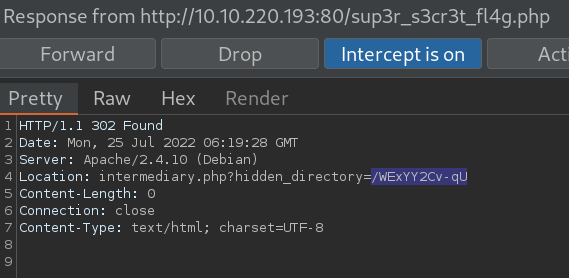 Response from http://10.10.220.193:80/sup3r_s3cr3t_fl4g.php
Forward Drop Intercept is on Acti
Pretty Raw Hex Render
1 HTTP/1.1 302 Found
2 Date: Mon, 25 Jul 2022 06:19:28 GMT
3 Server: Apache/2.4.10 (Debian)
4 Location: intermediary.php?hidden_directory=/WExYY2Cv-qU
5 Content-Length: 0
6 Connection: close
7 Content-Type: text/html; charset=UTF-8
8
9